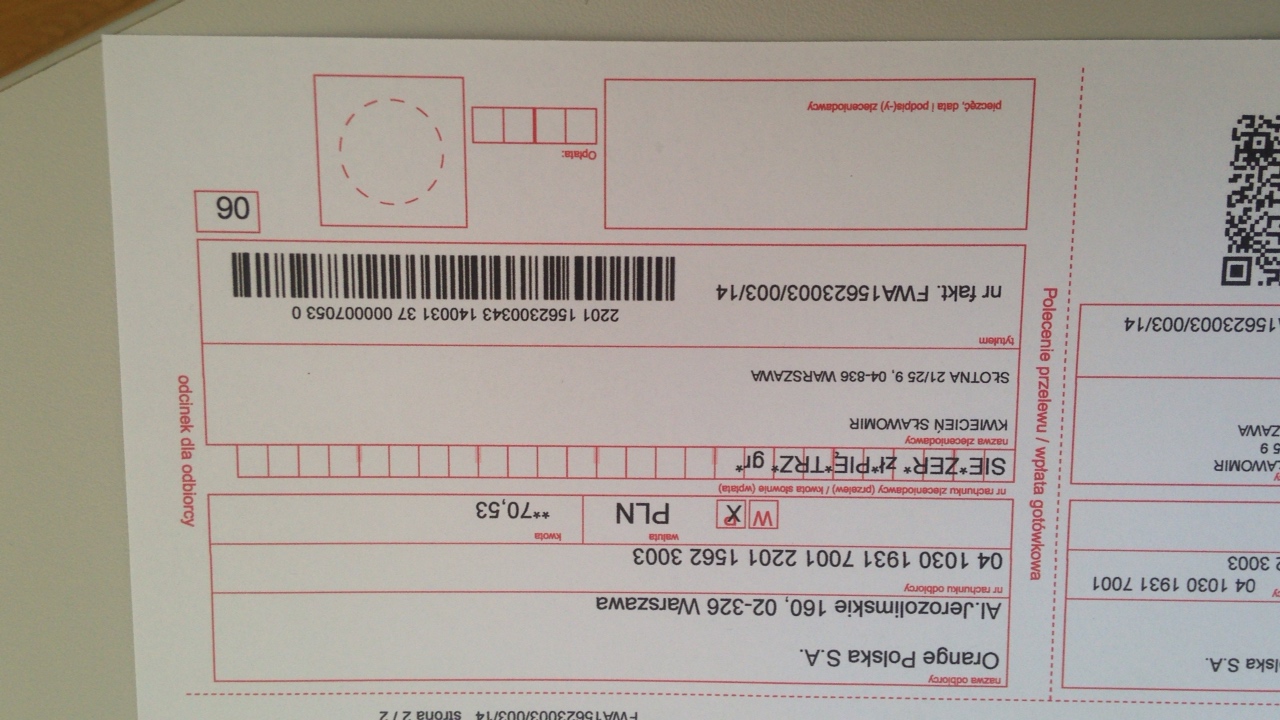 FWA15623003/003/14 strona 2 / 2
odcinek dla odbiorcy
nazwa odbiorcy
Orange Polska S.A.
Al.Jerozolimskie 160, 02-326 Warszawa
nr rachunku odbiorcy
04 1030 1931 7001 2201 1562 3003
W P X
waluta
PLN
kwota
**70,53
nr rachunku zleceniodawcy (przelew) / kwota słownie (wpłata)
SIE*ZER* zł*PIĘ*TRZ* gr*
nazwa zleceniodawcy
KWIECIEŃ SŁAWOMIR
SŁOTNA 21/25 9, 04-836 WARSZAWA
tytułem
nr fakt. FWA15623003/003/14
2201 1562300343 140031 37 000007053 0
06
Opłata:
pieczęć, data i podpis(-y) zleceniodawcy
Polecenie przelewu / wpłata gotówkowa
lska S.A.
04 1030 1931 7001
2 3003
ŁAWOMIR
5 9
ZAWA
15623003/003/14